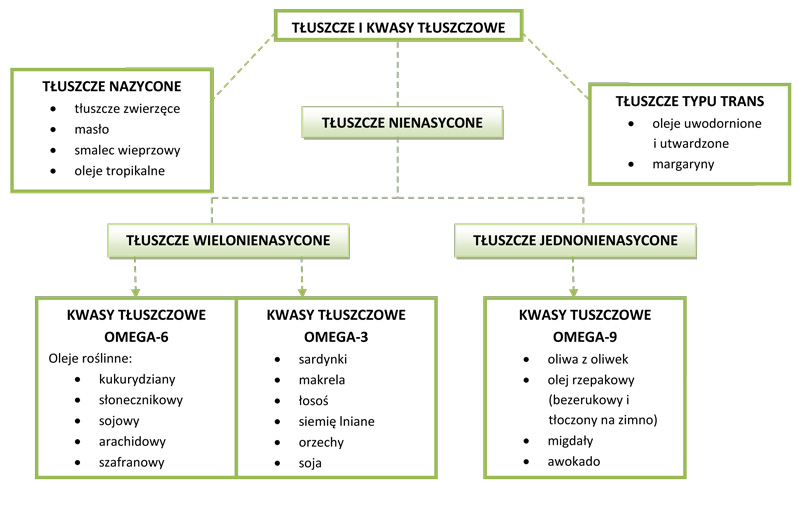 TŁUSZCZE I KWASY TŁUSZCZOWE
TŁUSZCZE NAZYCONE
• tłuszcze zwierzęce
• masło
• smalec wieprzowy
• oleje tropikalne
TŁUSZCZE NIENASYCONE
TŁUSZCZE TYPU TRANS
• oleje uwodornione
i utwardzone
• margaryny
TŁUSZCZE WIELONIENASYCONE
TŁUSZCZE JEDNONIENASYCONE
KWASY TŁUSZCZOWE
OMEGA-6
Oleje roślinne:
• kukurydziany
• słonecznikowy
• sojowy
• arachidowy
• szafranowy
KWASY TŁUSZCZOWE
OMEGA-3
• sardynki
• makrela
• łosoś
• siemię lniane
• orzechy
• soja
KWASY TUSZCZOWE
OMEGA-9
• oliwa z oliwek
• olej rzepakowy
(bezerukowy i
tłoczony na zimno)
• migdały
• awokado